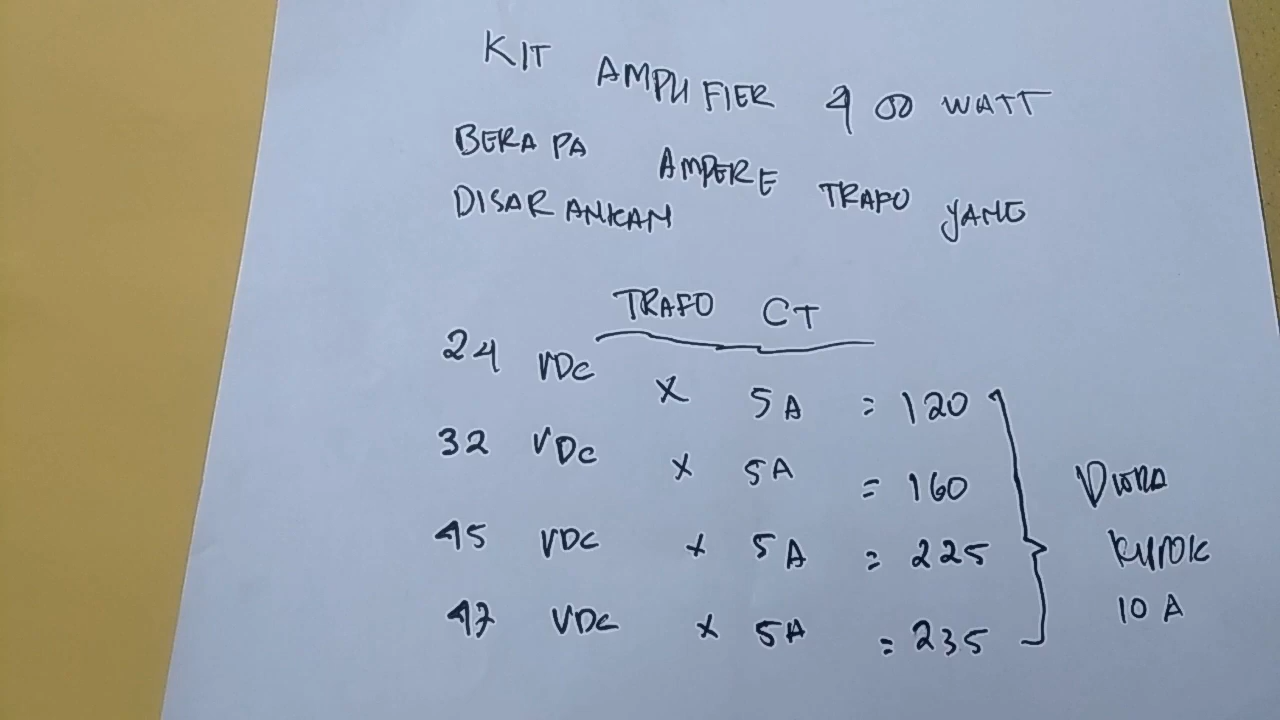 KIT AMPLIFIER 400 WATT
BERAPA AMPERE TRAFO YANG
DISARANKAN
TRAFO CT
24 VDC X 5A = 120
32 VDC X 5A = 160
45 VDC X 5A = 225
47 VDC X 5A = 235
KIPROK
10 A